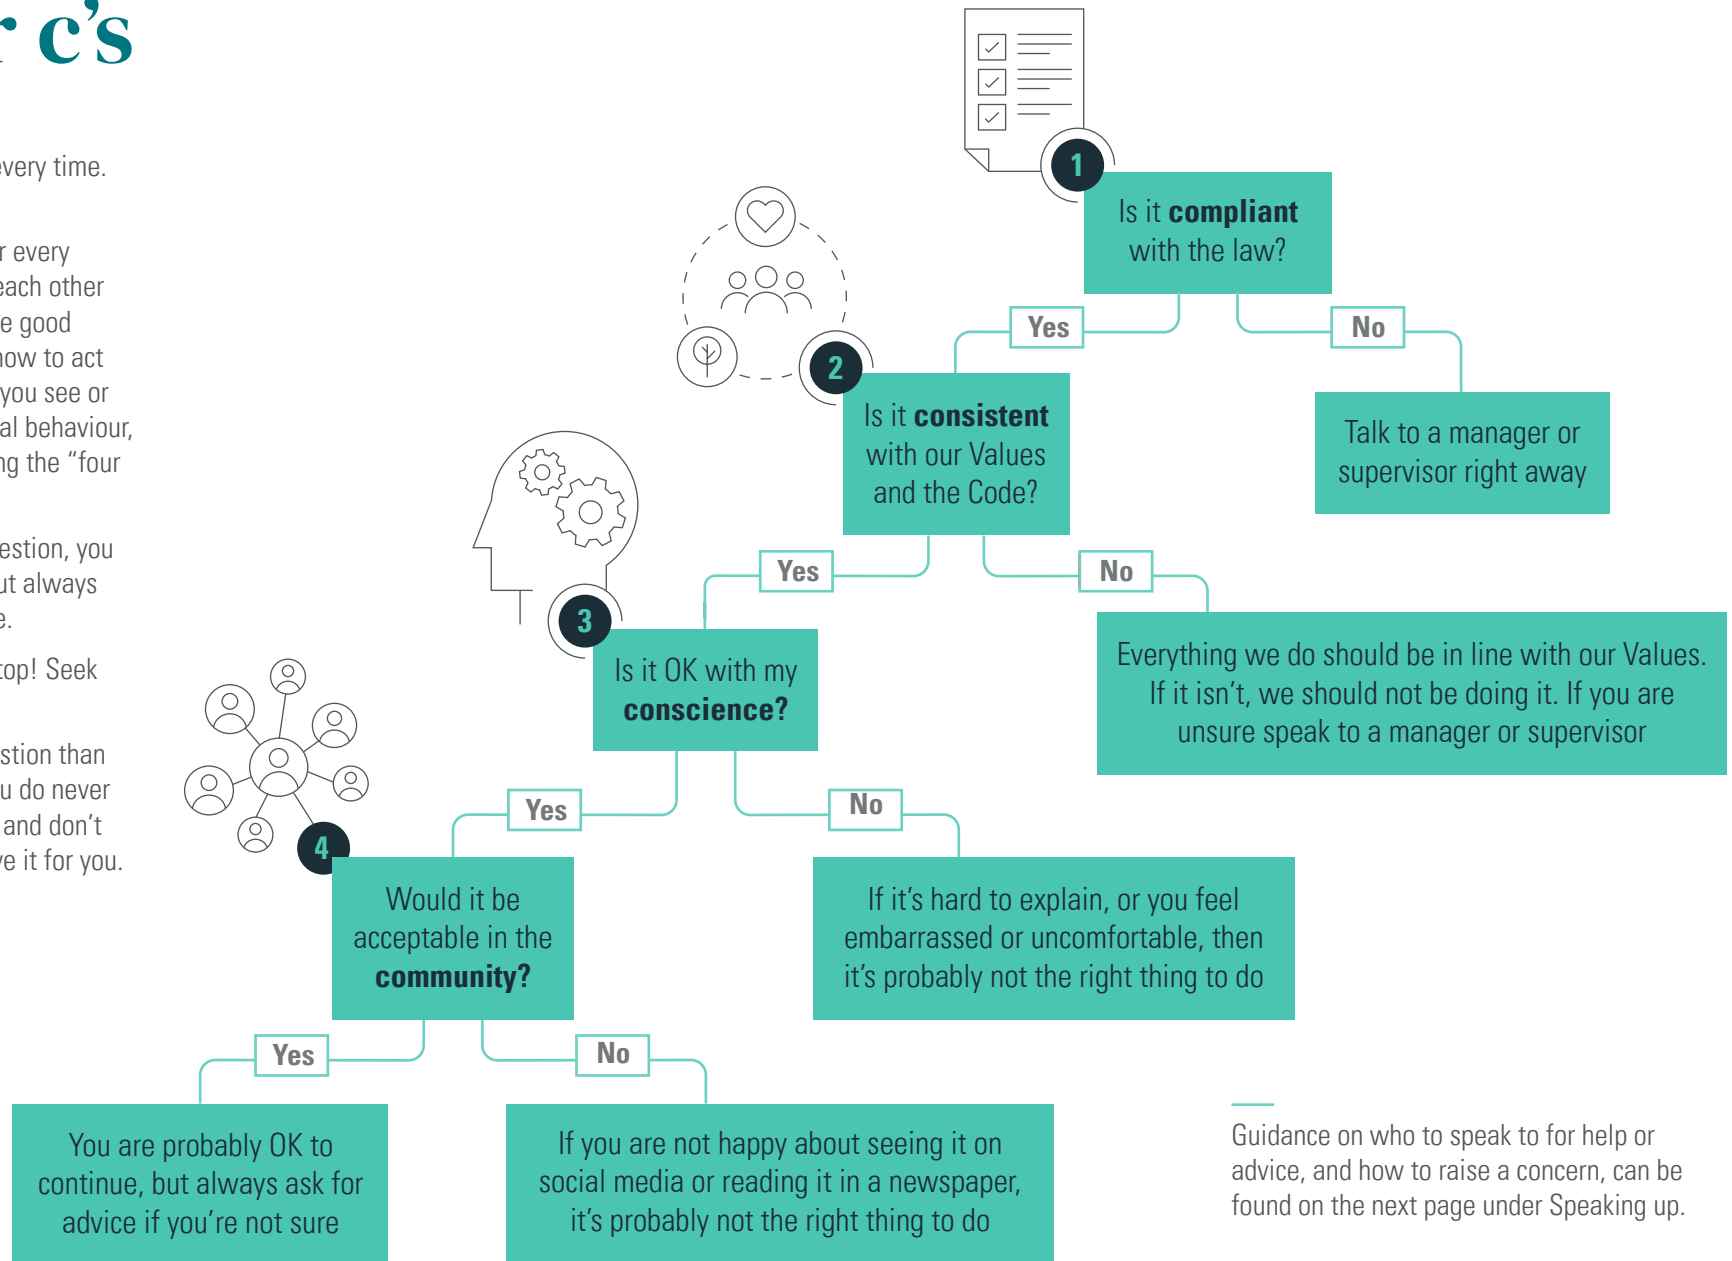 r c's
every time.
r every
each other
e good
now to act
you see or
al behaviour,
ng the “four
estion, you
ut always
e.
top! Seek
stion than
u do never
and don’t
ve it for you.
1
Is it compliant
with the law?
Yes
No
2
Is it consistent
with our Values
and the Code?
Talk to a manager or
supervisor right away
Yes
No
3
Is it OK with my
conscience?
Everything we do should be in line with our Values.
If it isn’t, we should not be doing it. If you are
unsure speak to a manager or supervisor
Yes
No
4
Would it be
acceptable in the
community?
If it’s hard to explain, or you feel
embarrassed or uncomfortable, then
it’s probably not the right thing to do
Yes
No
You are probably OK to
continue, but always ask for
advice if you’re not sure
If you are not happy about seeing it on
social media or reading it in a newspaper,
it’s probably not the right thing to do
Guidance on who to speak to for help or
advice, and how to raise a concern, can be
found on the next page under Speaking up.